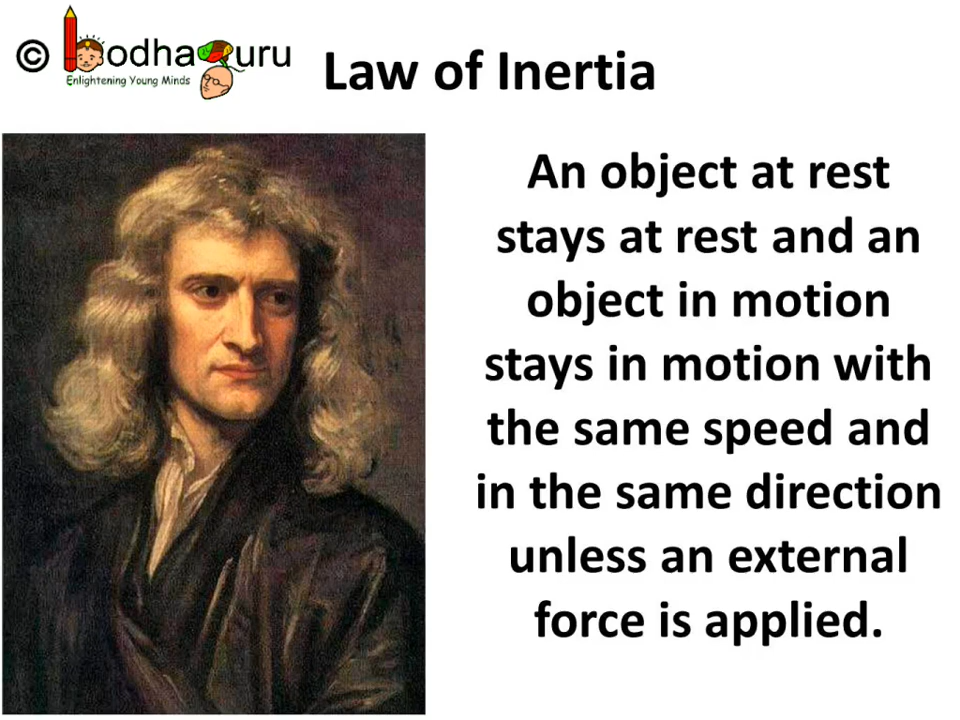 © BodhaGuru
Enlightening Young Minds
Law of Inertia
An object at rest
stays at rest and an
object in motion
stays in motion with
the same speed and
in the same direction
unless an external
force is applied.